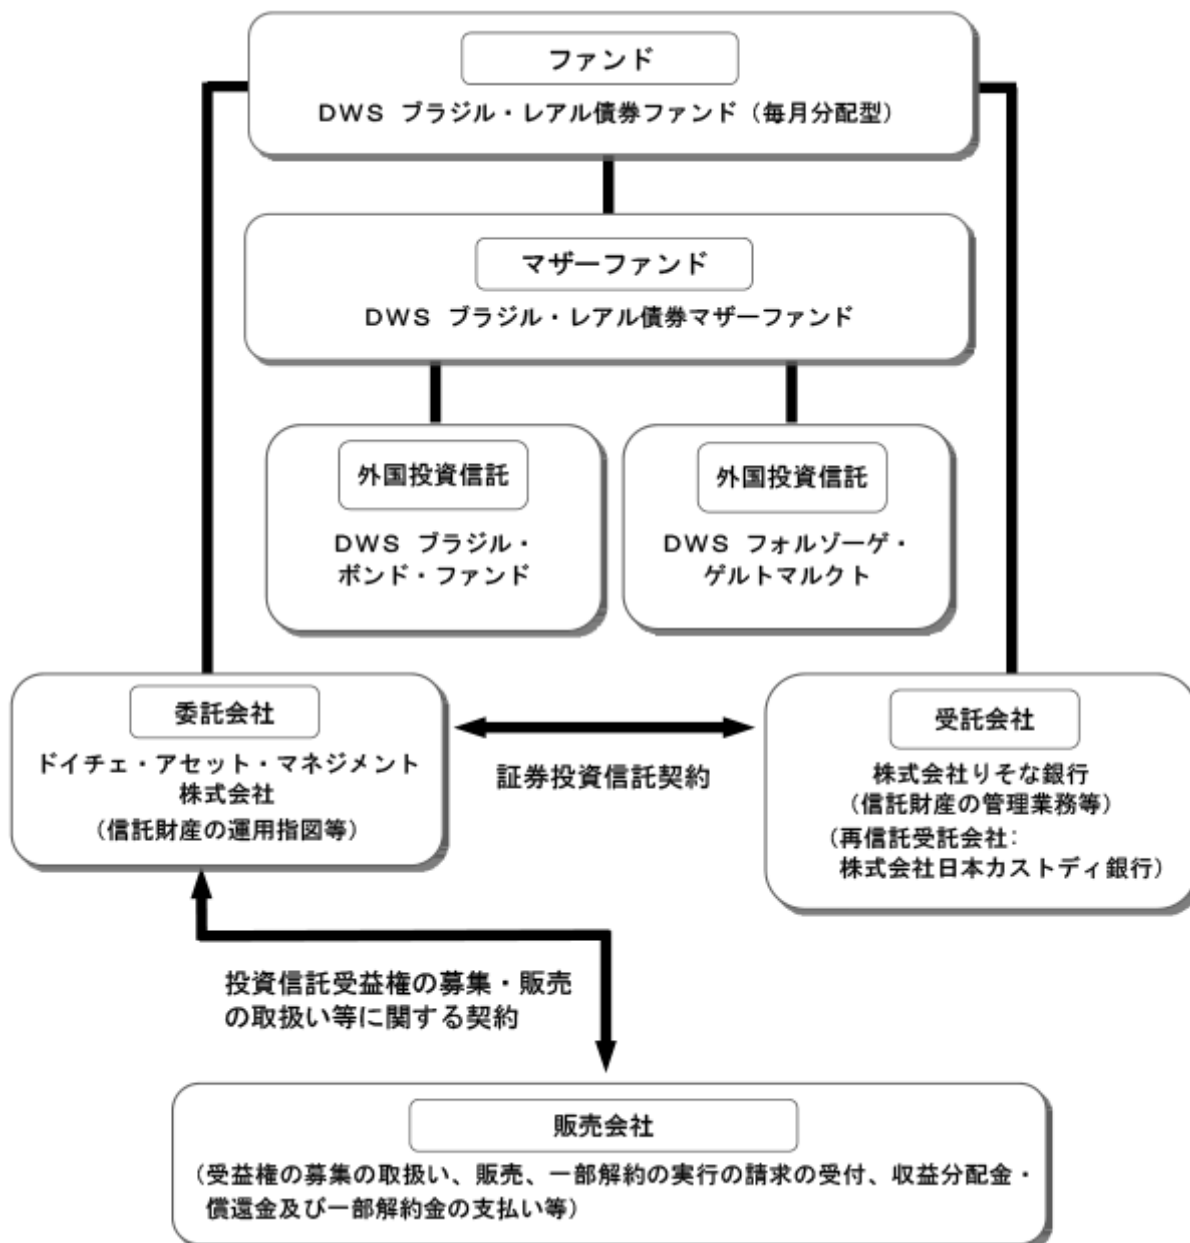 ファンド
DWS ブラジル・レアル債券ファンド（毎月分配型）
マザーファンド
DWS ブラジル・レアル債券マザーファンド
外国投資信託
DWS ブラジル・
ボンド・ファンド
外国投資信託
DWS フォルゾーゲ・
ゲルトマルクト
委託会社
ドイチェ・アセット・マネジメント
株式会社
（信託財産の運用指図等）
証券投資信託契約
受託会社
株式会社りそな銀行
（信託財産の管理業務等）
（再信託受託会社：
株式会社日本カストディ銀行）
投資信託受益権の募集・販売
の取扱い等に関する契約
販売会社
（受益権の募集の取扱い、販売、一部解約の実行の請求の受付、収益分配金・
償還金及び一部解約金の支払い等）